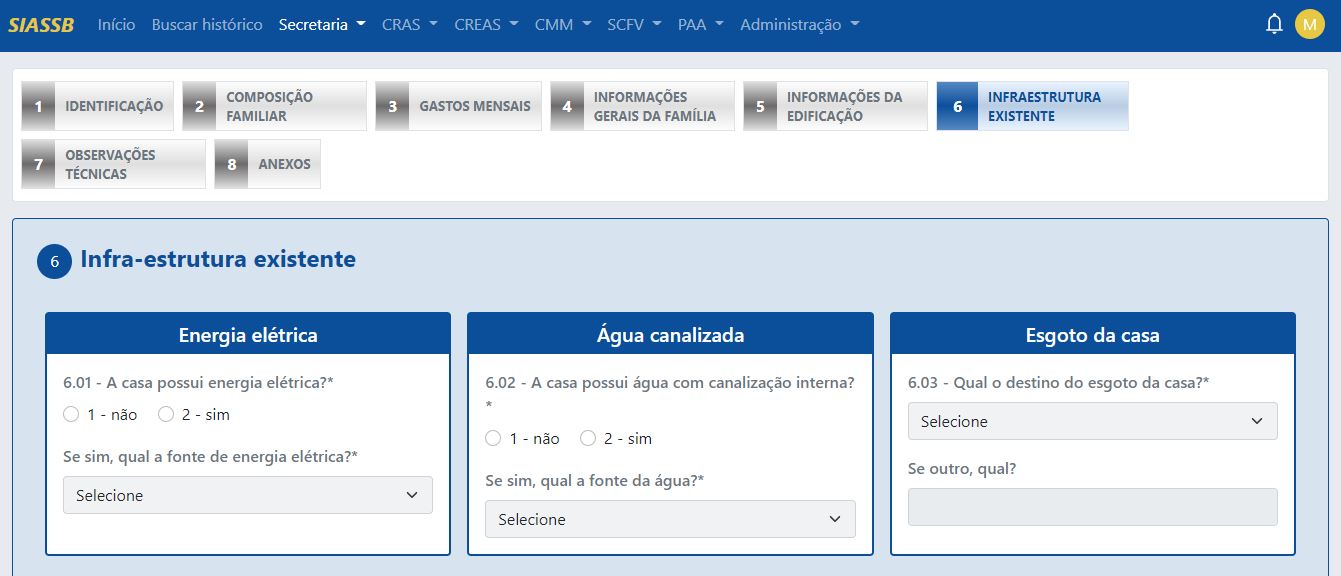 SIASSB Início Buscar histórico Secretaria CRAS CREAS CMM SCFV PAA Administração M
1 IDENTIFICAÇÃO
2 COMPOSIÇÃO
FAMILIAR
3 GASTOS MENSAIS
4 INFORMAÇÕES
GERAIS DA FAMÍLIA
5 INFORMAÇÕES DA
EDIFICAÇÃO
6 INFRAESTRUTURA
EXISTENTE
7 OBSERVAÇÕES
TÉCNICAS
8 ANEXOS
6 Infra-estrutura existente
Energia elétrica
6.01 - A casa possui energia elétrica?*
1 - não 2 - sim
Se sim, qual a fonte de energia elétrica?*
Selecione
Água canalizada
6.02 - A casa possui água com canalização interna?
*
1 - não 2 - sim
Se sim, qual a fonte da água?*
Selecione
Esgoto da casa
6.03 - Qual o destino do esgoto da casa?*
Selecione
Se outro, qual?